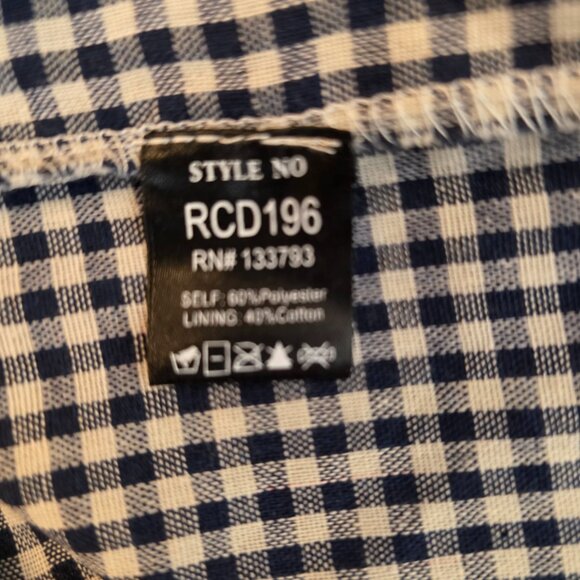 STYLE NO
RCD196
RN# 133793
SELF: 60%Polyester
LINING: 40%Cotton